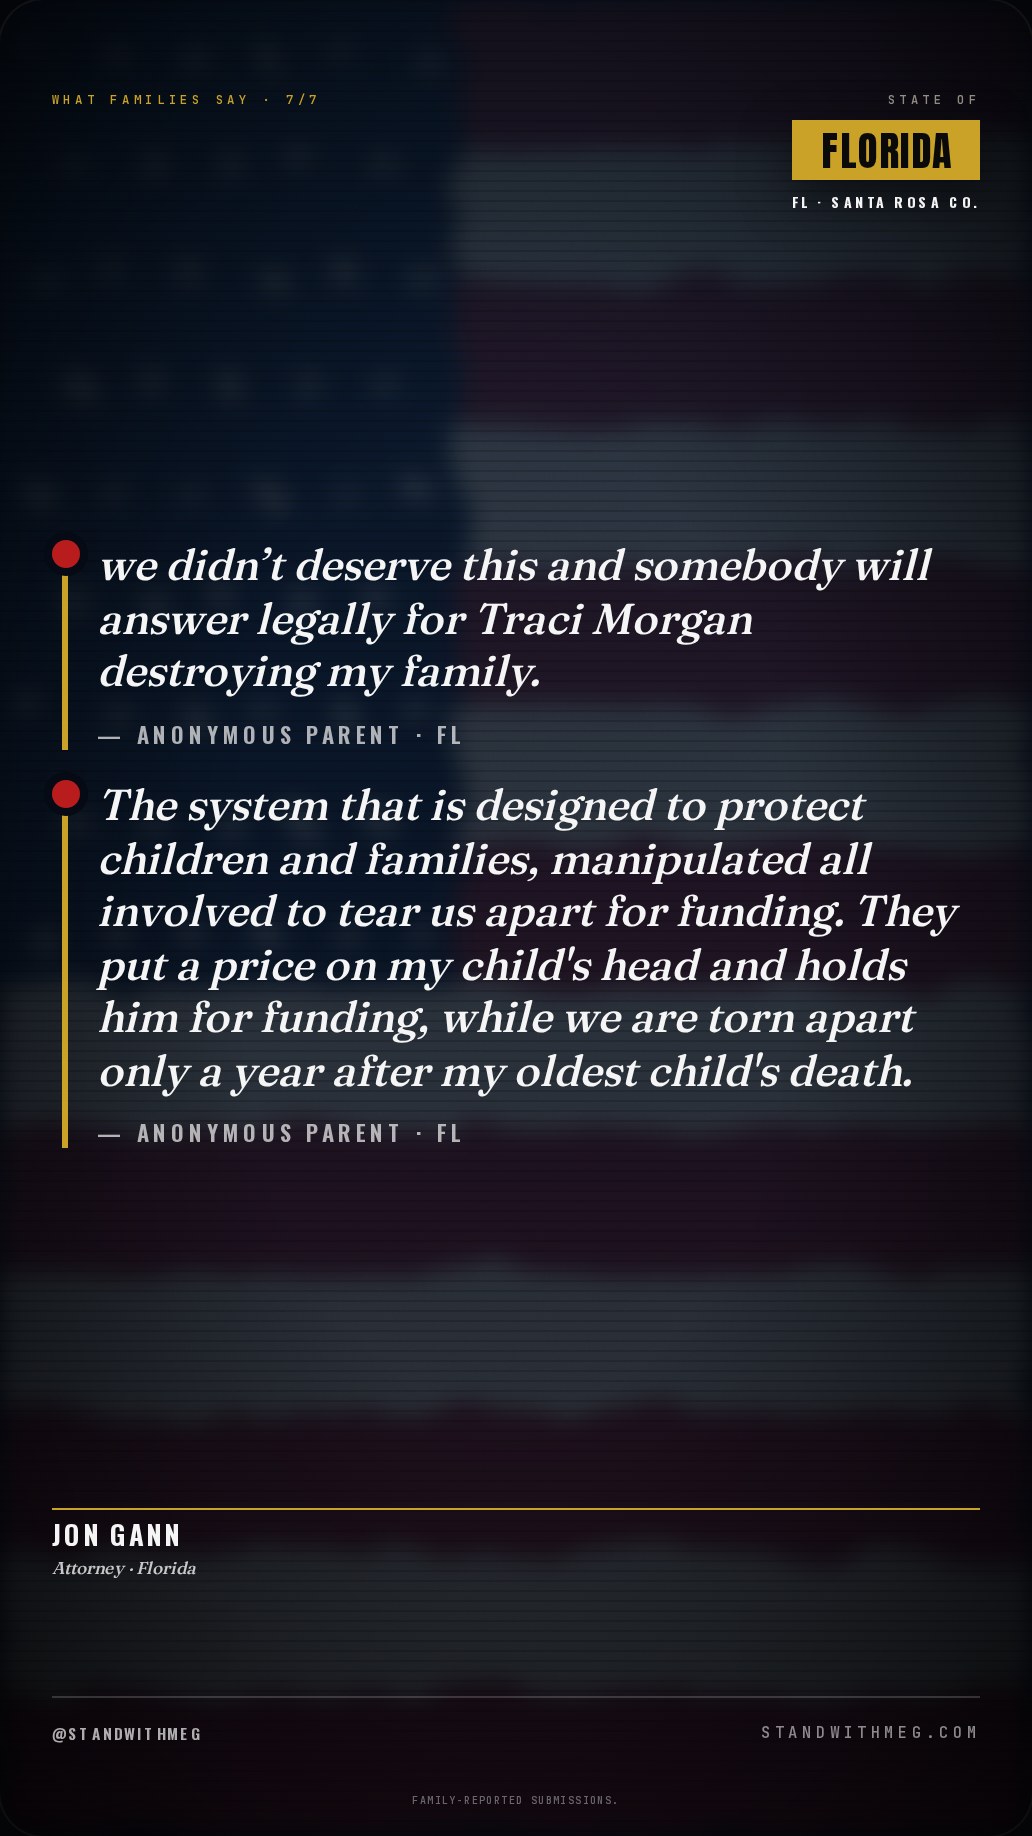 WHAT FAMILIES SAY · 7/7
STATE OF
FLORIDA
FL · SANTA ROSA CO.
we didn’t deserve this and somebody will
answer legally for Traci Morgan
destroying my family.
— ANONYMOUS PARENT · FL
The system that is designed to protect
children and families, manipulated all
involved to tear us apart for funding. They
put a price on my child's head and holds
him for funding, while we are torn apart
only a year after my oldest child's death.
— ANONYMOUS PARENT · FL
JON GANN
Attorney · Florida
@STANDWITHMEG
STANDWITHMEG.COM
FAMILY-REPORTED SUBMISSIONS.